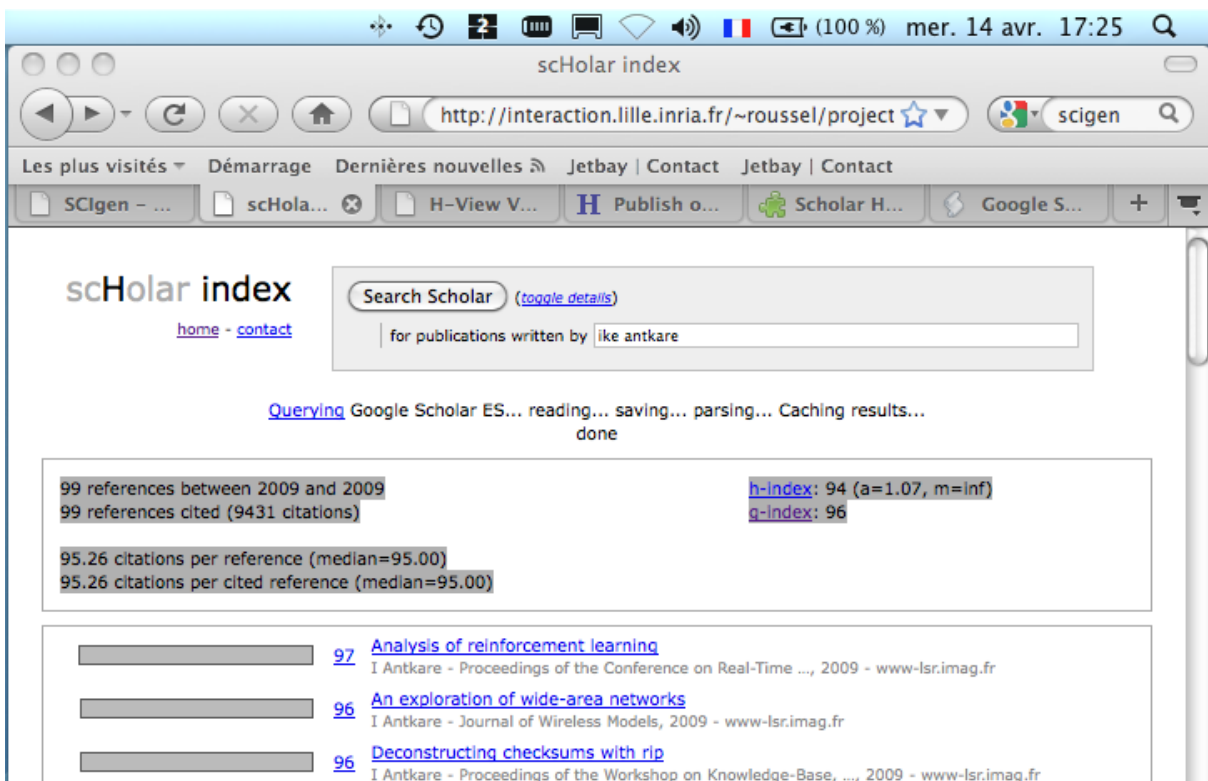 2 (100 %) mer. 14 avr. 17:25
scHolar index
http://interaction.lille.inria.fr/~roussel/project scigen
Les plus visités Démarrage Dernières nouvelles Jetbay | Contact Jetbay | Contact
SCIgen – ... scHola... H-View V... H Publish o... Scholar H... Google S... +
scHolar index
Search Scholar (toggle details)
home - contact
for publications written by ike antkare
Querying Google Scholar ES... reading... saving... parsing... Caching results...
done
99 references between 2009 and 2009 h-index: 94 (a=1.07, m=inf)
99 references cited (9431 citations) g-index: 96
95.26 citations per reference (median=95.00)
95.26 citations per cited reference (median=95.00)
97 Analysis of reinforcement learning
I Antkare - Proceedings of the Conference on Real-Time ..., 2009 - www-lsr.imag.fr
96 An exploration of wide-area networks
I Antkare - Journal of Wireless Models, 2009 - www-lsr.imag.fr
96 Deconstructing checksums with rip
I Antkare - Proceedings of the Workshop on Knowledge-Base, ..., 2009 - www-lsr.imag.fr